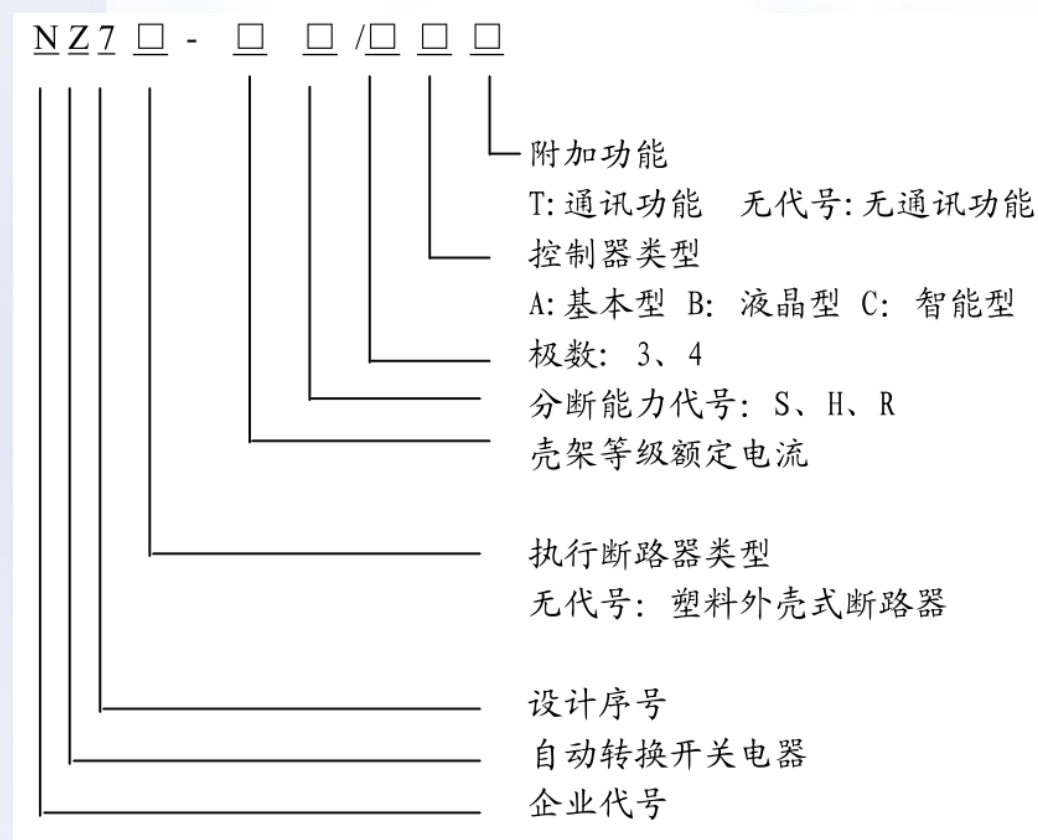 NZ7□-□ □/□ □ □
附加功能
T:通讯功能 无代号:无通讯功能
控制器类型
A:基本型 B: 液晶型 C: 智能型
极数: 3、4
分断能力代号: S、H、R
壳架等级额定电流
执行断路器类型
无代号: 塑料外壳式断路器
设计序号
自动转换开关电器
企业代号